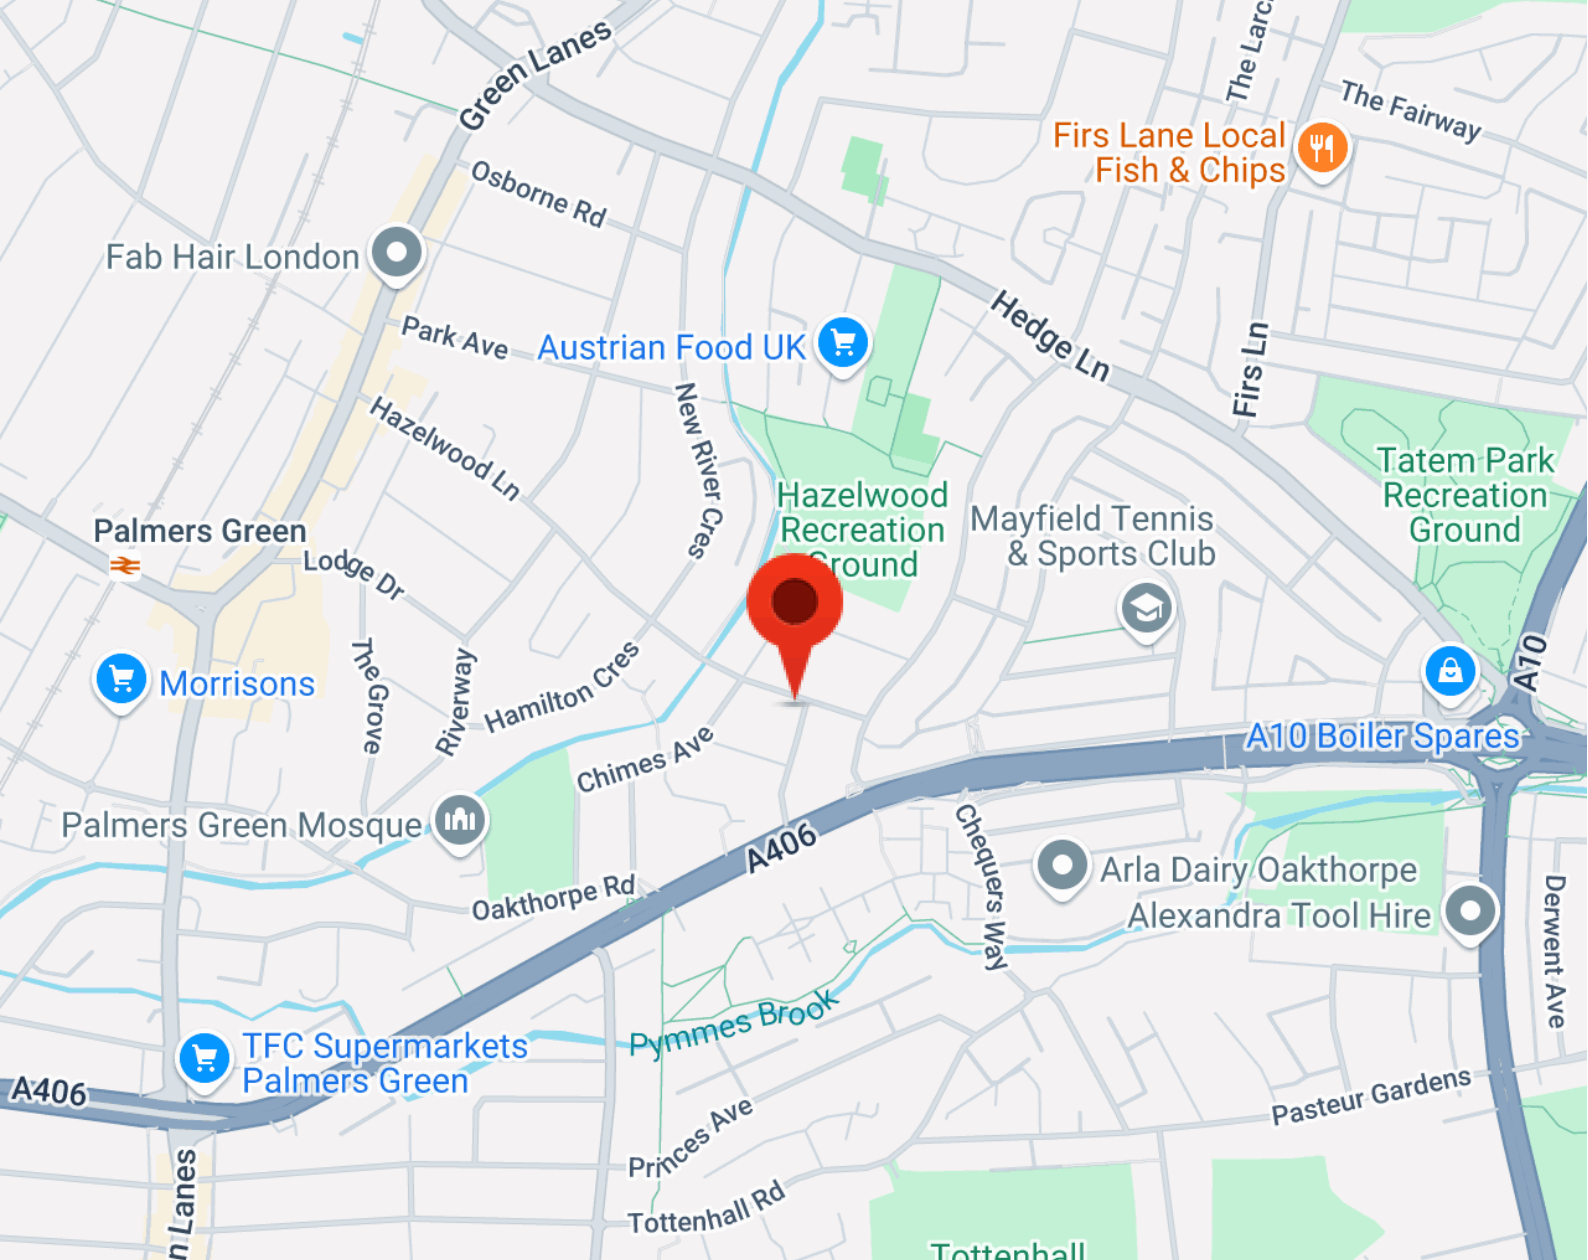 Green Lanes
The Larc
The Fairway
Firs Lane Local
Fish & Chips
Osborne Rd
Fab Hair London
Park Ave
Austrian Food UK
Hedge Ln
Firs Ln
New River Cres
Hazelwood Ln
Hazelwood
Recreation
Ground
Mayfield Tennis
& Sports Club
Tatem Park
Recreation
Ground
Palmers Green
Lodge Dr
The Grove
Riverway
Hamilton Cres
Morrisons
A10
Chimes Ave
A10 Boiler Spares
Palmers Green Mosque
A406
Chequers Way
Oakthorpe Rd
Arla Dairy Oakthorpe
Alexandra Tool Hire
Derwent Ave
Pymmes Brook
TFC Supermarkets
Palmers Green
A406
Princes Ave
Pasteur Gardens
n Lanes
Tottenhall Rd
Tottenhall